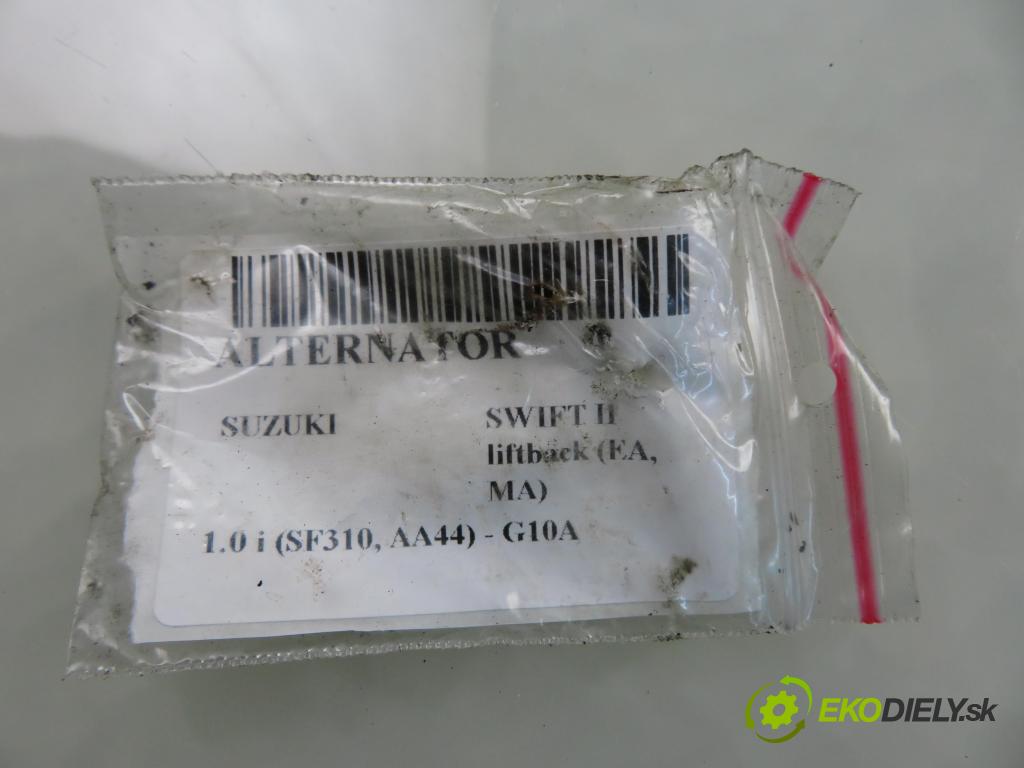 ALTERNATOR
SUZUKI
SWIFT II
liftback (EA,
MA)
1.0 i (SF310, AA44) - G10A
EKODIELY.sk